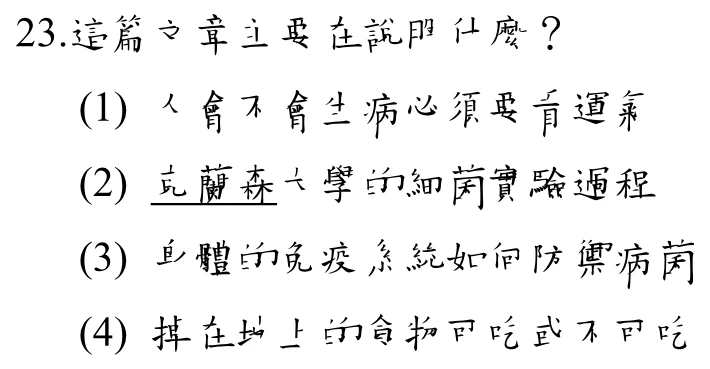 23.這篇文章主要在說明什麼？
(1) 人會不會生病必須要看運氣
(2) 克蘭森大學的細菌實驗過程
(3) 身體的免疫系統如何防禦病菌
(4) 掉在地上的食物可吃或不可吃